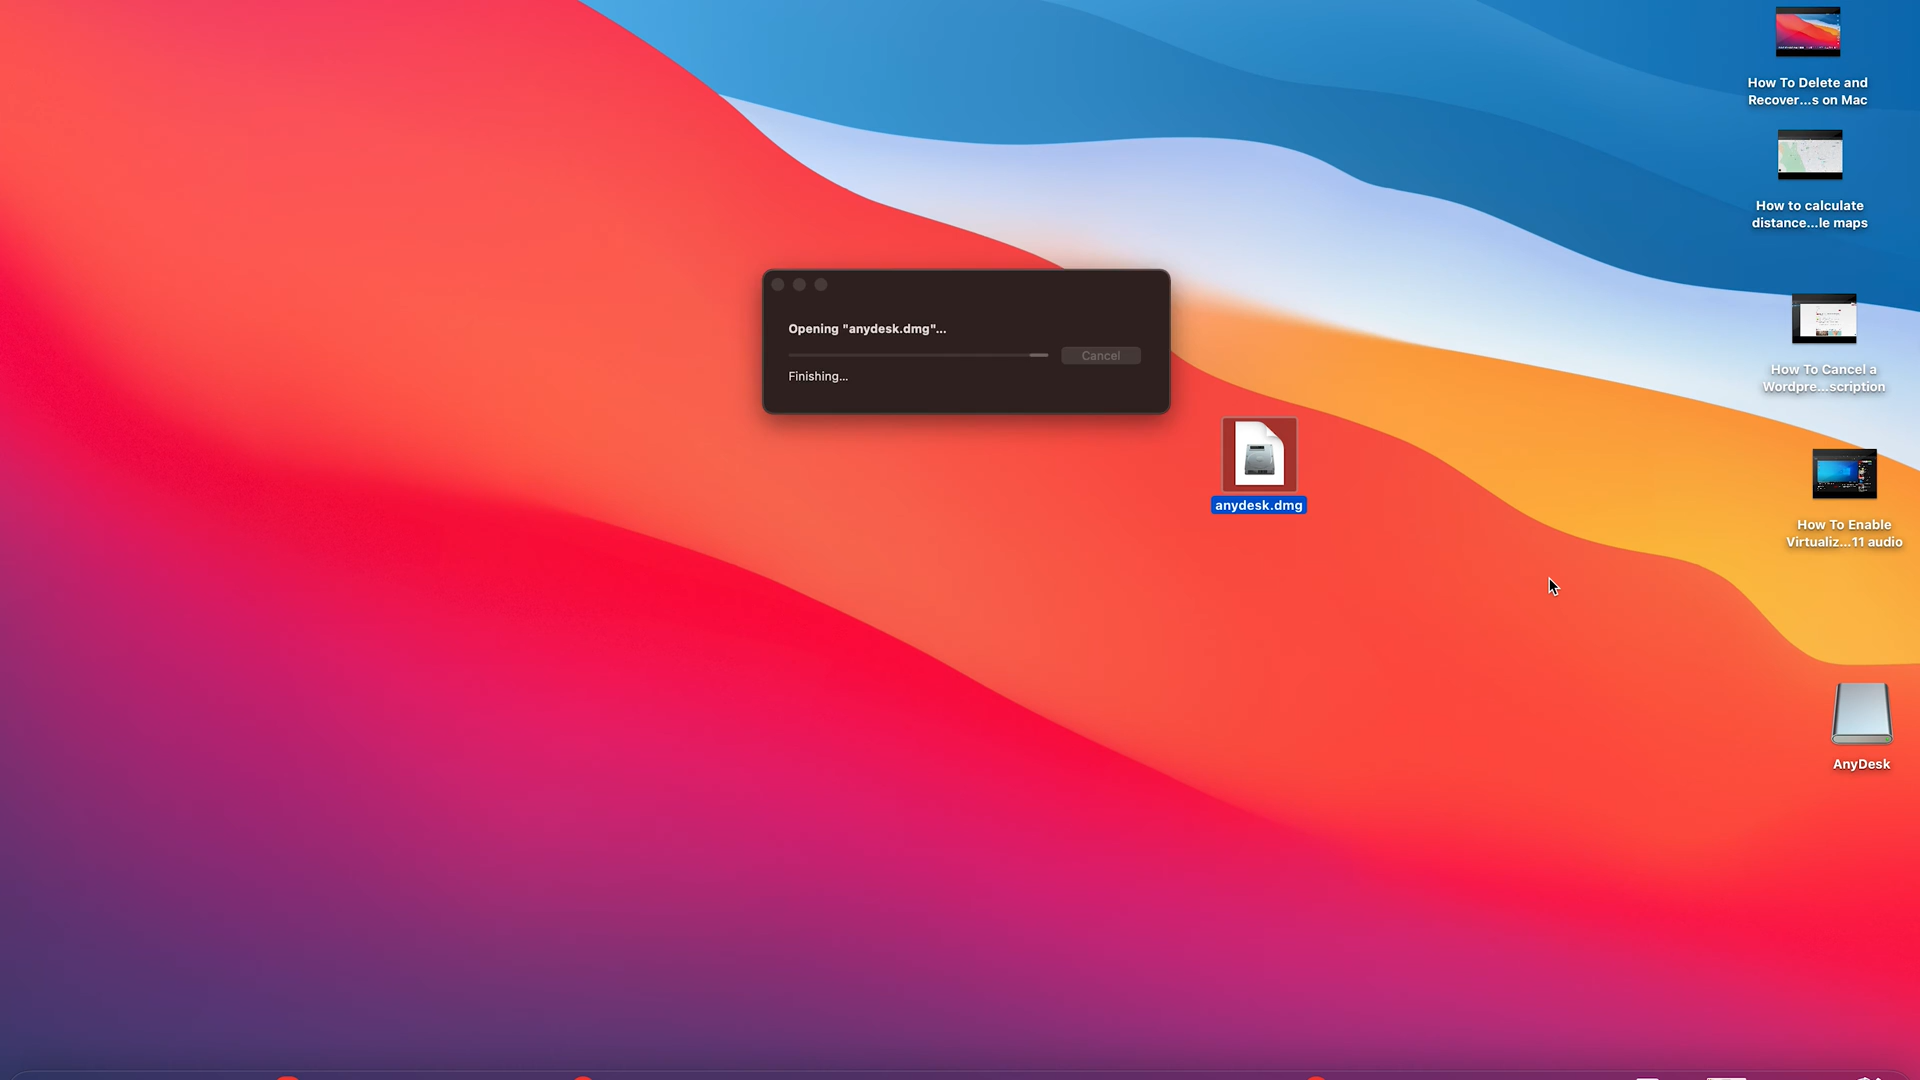 How To Delete and
Recover...s on Mac
How to calculate
distance...le maps
Opening "anydesk.dmg"...
Cancel
Finishing...
How To Cancel a
Wordpre...scription
anydesk.dmg
How To Enable
Virtualiz...11 audio
AnyDesk